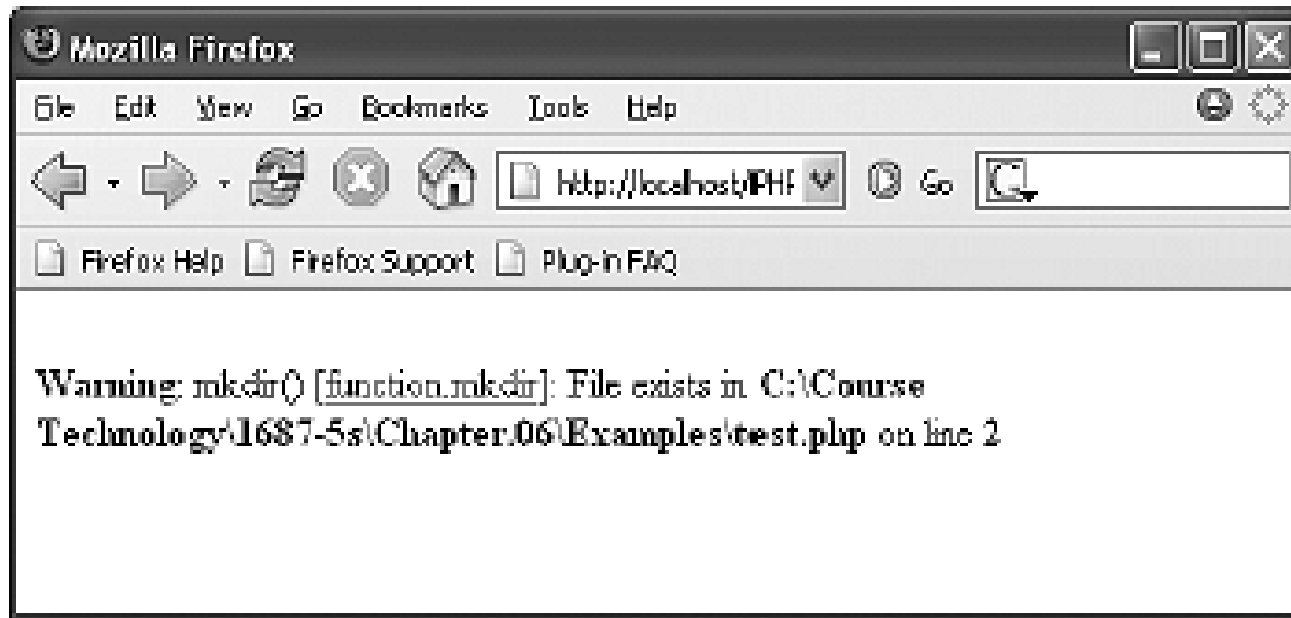 Mozilla Firefox
File Edit View Go Bookmarks Tools Help
http://localhost/IPHF Go
Firefox Help Firefox Support Plug-in FAQ
Warning: mkdir() [function.mkdir]: File exists in C:\Course
Technology\1687-5s\Chapter.06\Examples\test.php on line 2